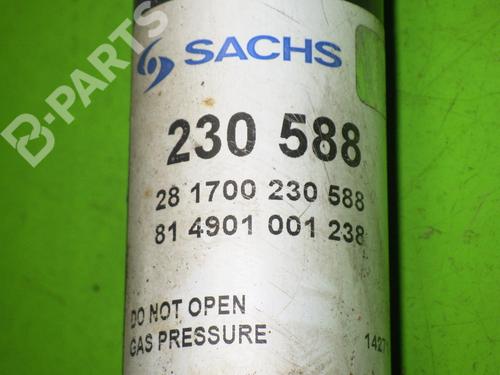 SACHS
230 588
28 1700 230 588
81 4901 001 238
DO NOT OPEN
GAS PRESSURE
1427
B-PARTS